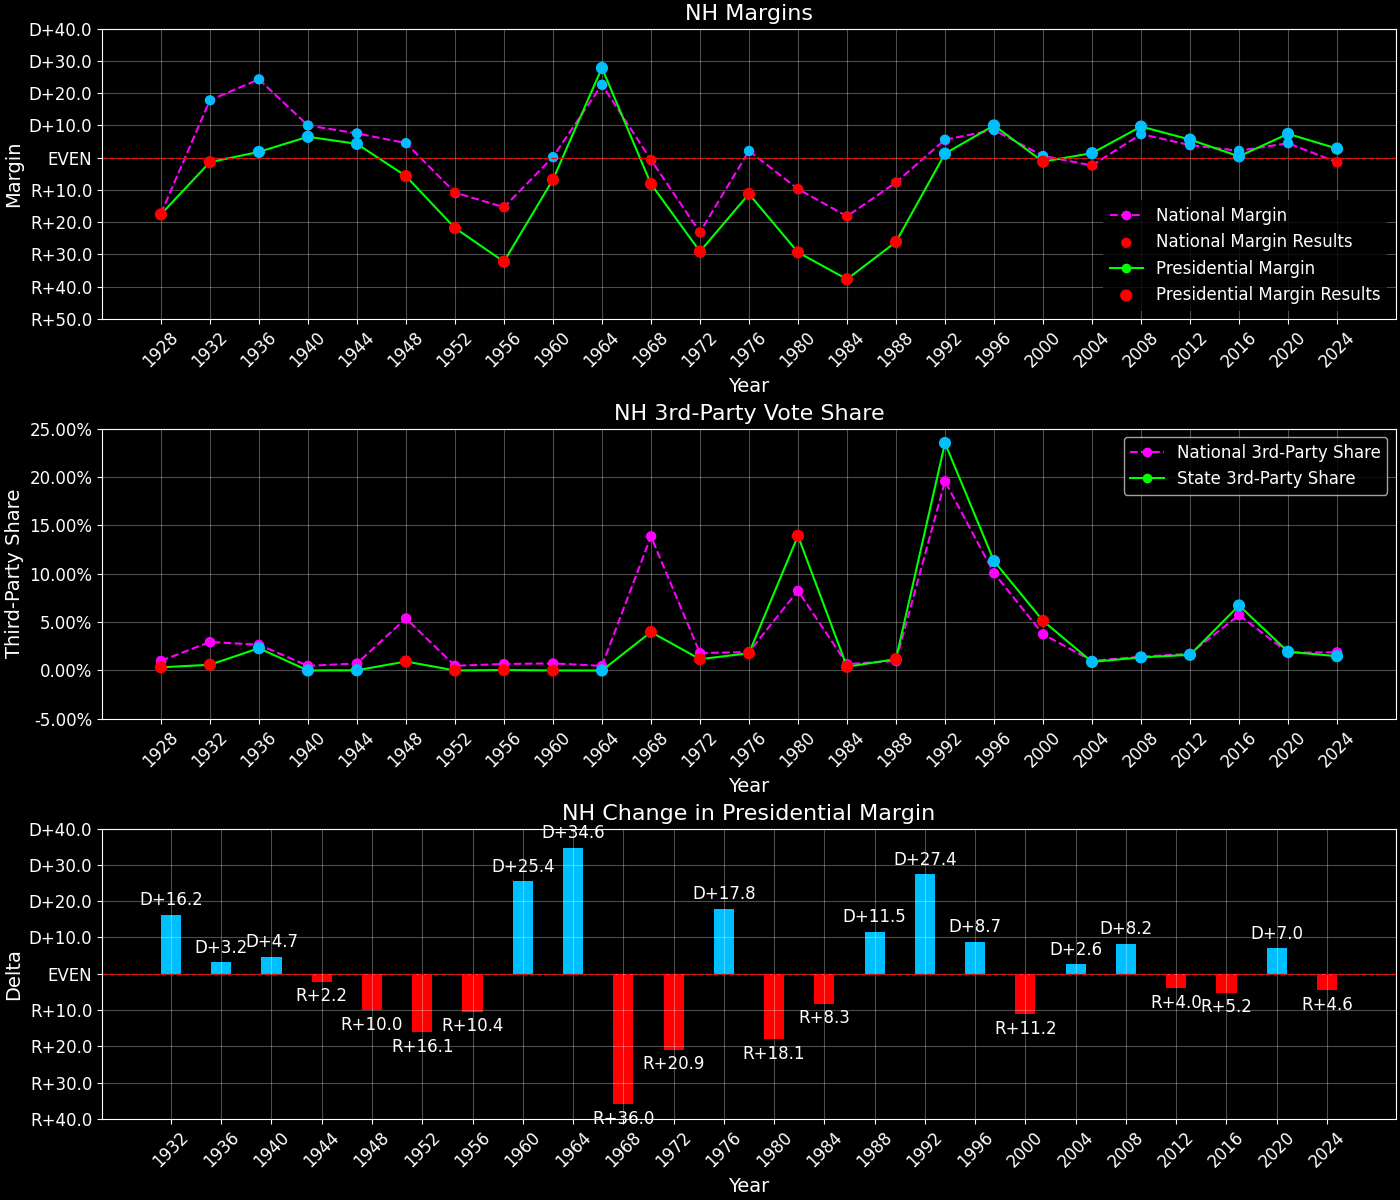 NH Margins
D+40.0
D+30.0
D+20.0
D+10.0
EVEN
R+10.0
R+20.0
R+30.0
R+40.0
R+50.0
Margin
National Margin
National Margin Results
Presidential Margin
Presidential Margin Results
1928 1932 1936 1940 1944 1948 1952 1956 1960 1964 1968 1972 1976 1980 1984 1988 1992 1996 2000 2004 2008 2012 2016 2020 2024
Year
NH 3rd-Party Vote Share
25.00%
20.00%
15.00%
10.00%
5.00%
0.00%
-5.00%
Third-Party Share
National 3rd-Party Share
State 3rd-Party Share
1928 1932 1936 1940 1944 1948 1952 1956 1960 1964 1968 1972 1976 1980 1984 1988 1992 1996 2000 2004 2008 2012 2016 2020 2024
Year
NH Change in Presidential Margin
D+40.0
D+30.0
D+20.0
D+10.0
EVEN
R+10.0
R+20.0
R+30.0
R+40.0
Delta
D+16.2
D+3.2
D+4.7
R+2.2
R+10.0
R+16.1
R+10.4
D+25.4
D+34.6
R+36.0
R+20.9
D+17.8
R+18.1
R+8.3
D+11.5
D+27.4
D+8.7
R+11.2
D+2.6
D+8.2
R+4.0
R+5.2
D+7.0
R+4.6
1932 1936 1940 1944 1948 1952 1956 1960 1964 1968 1972 1976 1980 1984 1988 1992 1996 2000 2004 2008 2012 2016 2020 2024
Year